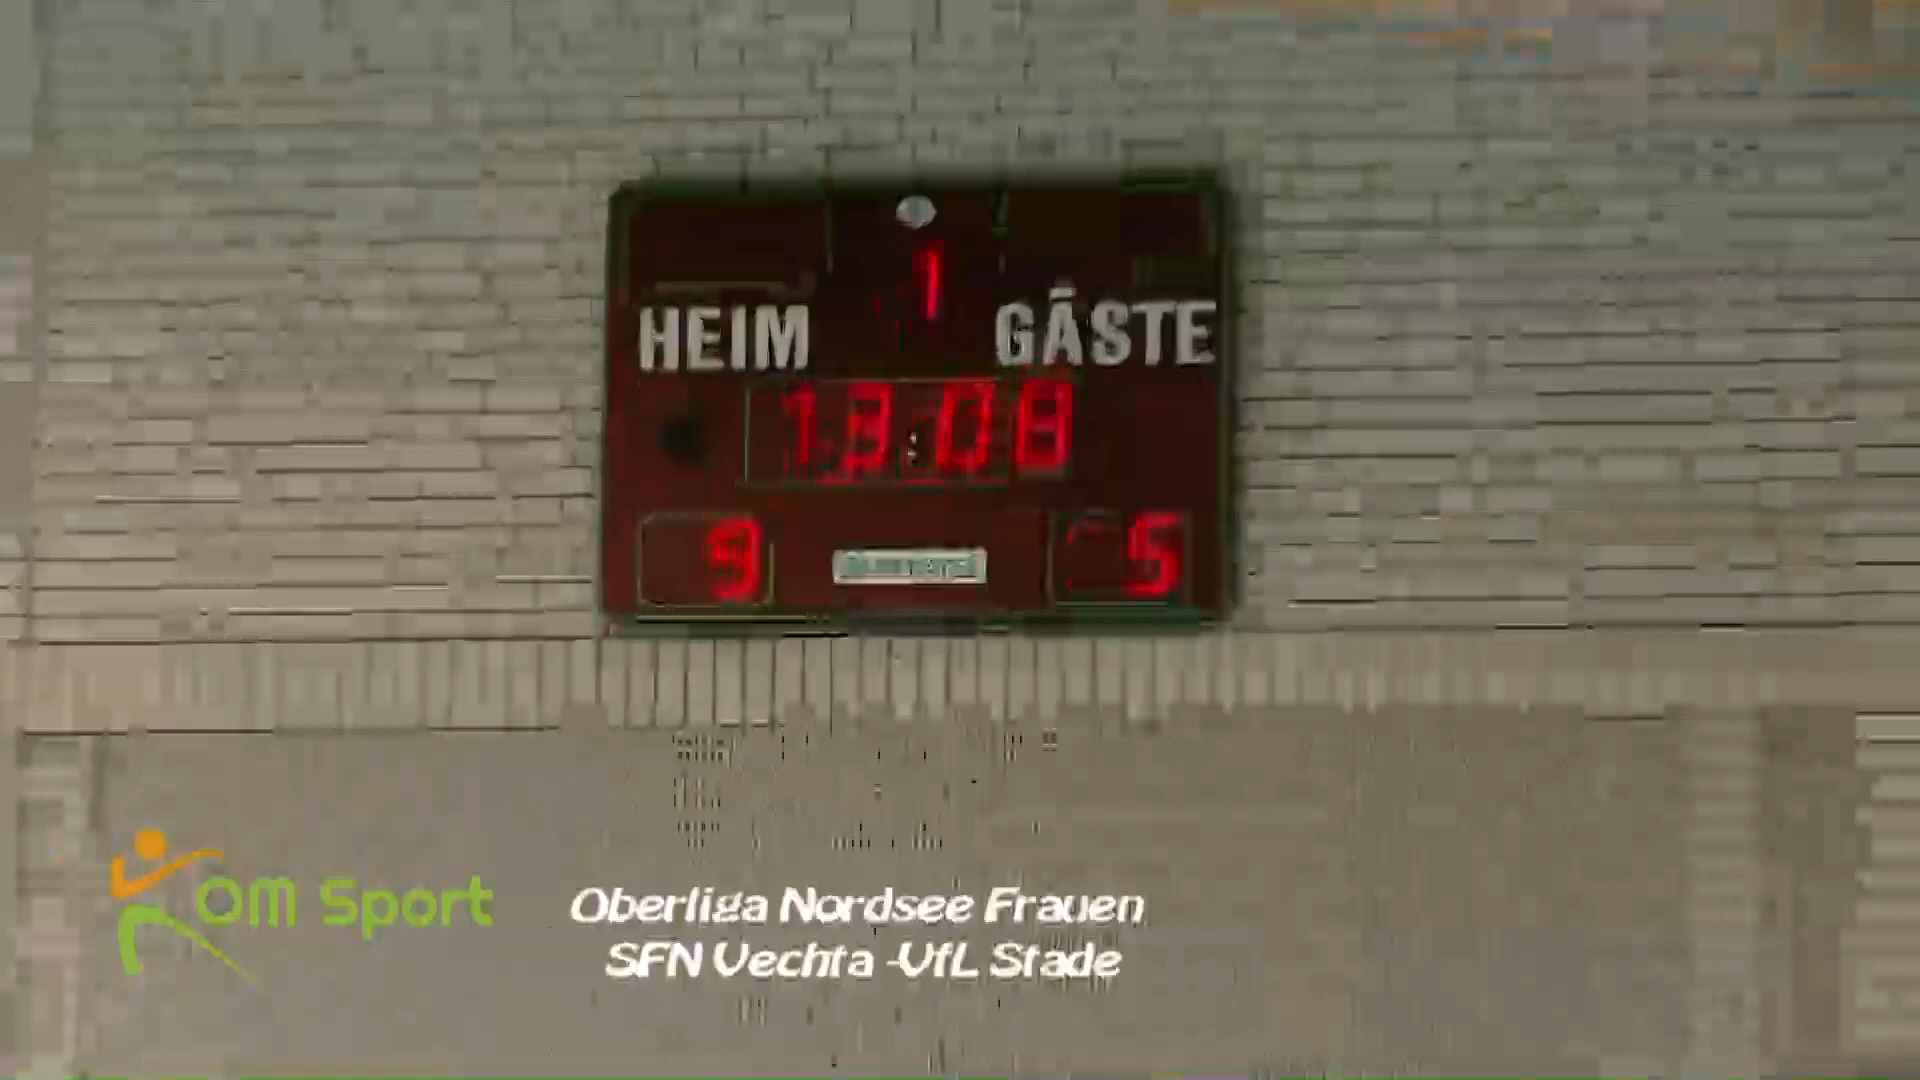 1
HEIM GÄSTE
13:08
9 5
OM Sport
Oberliga Nordsee Frauen
SFN Vechta -VfL Stade